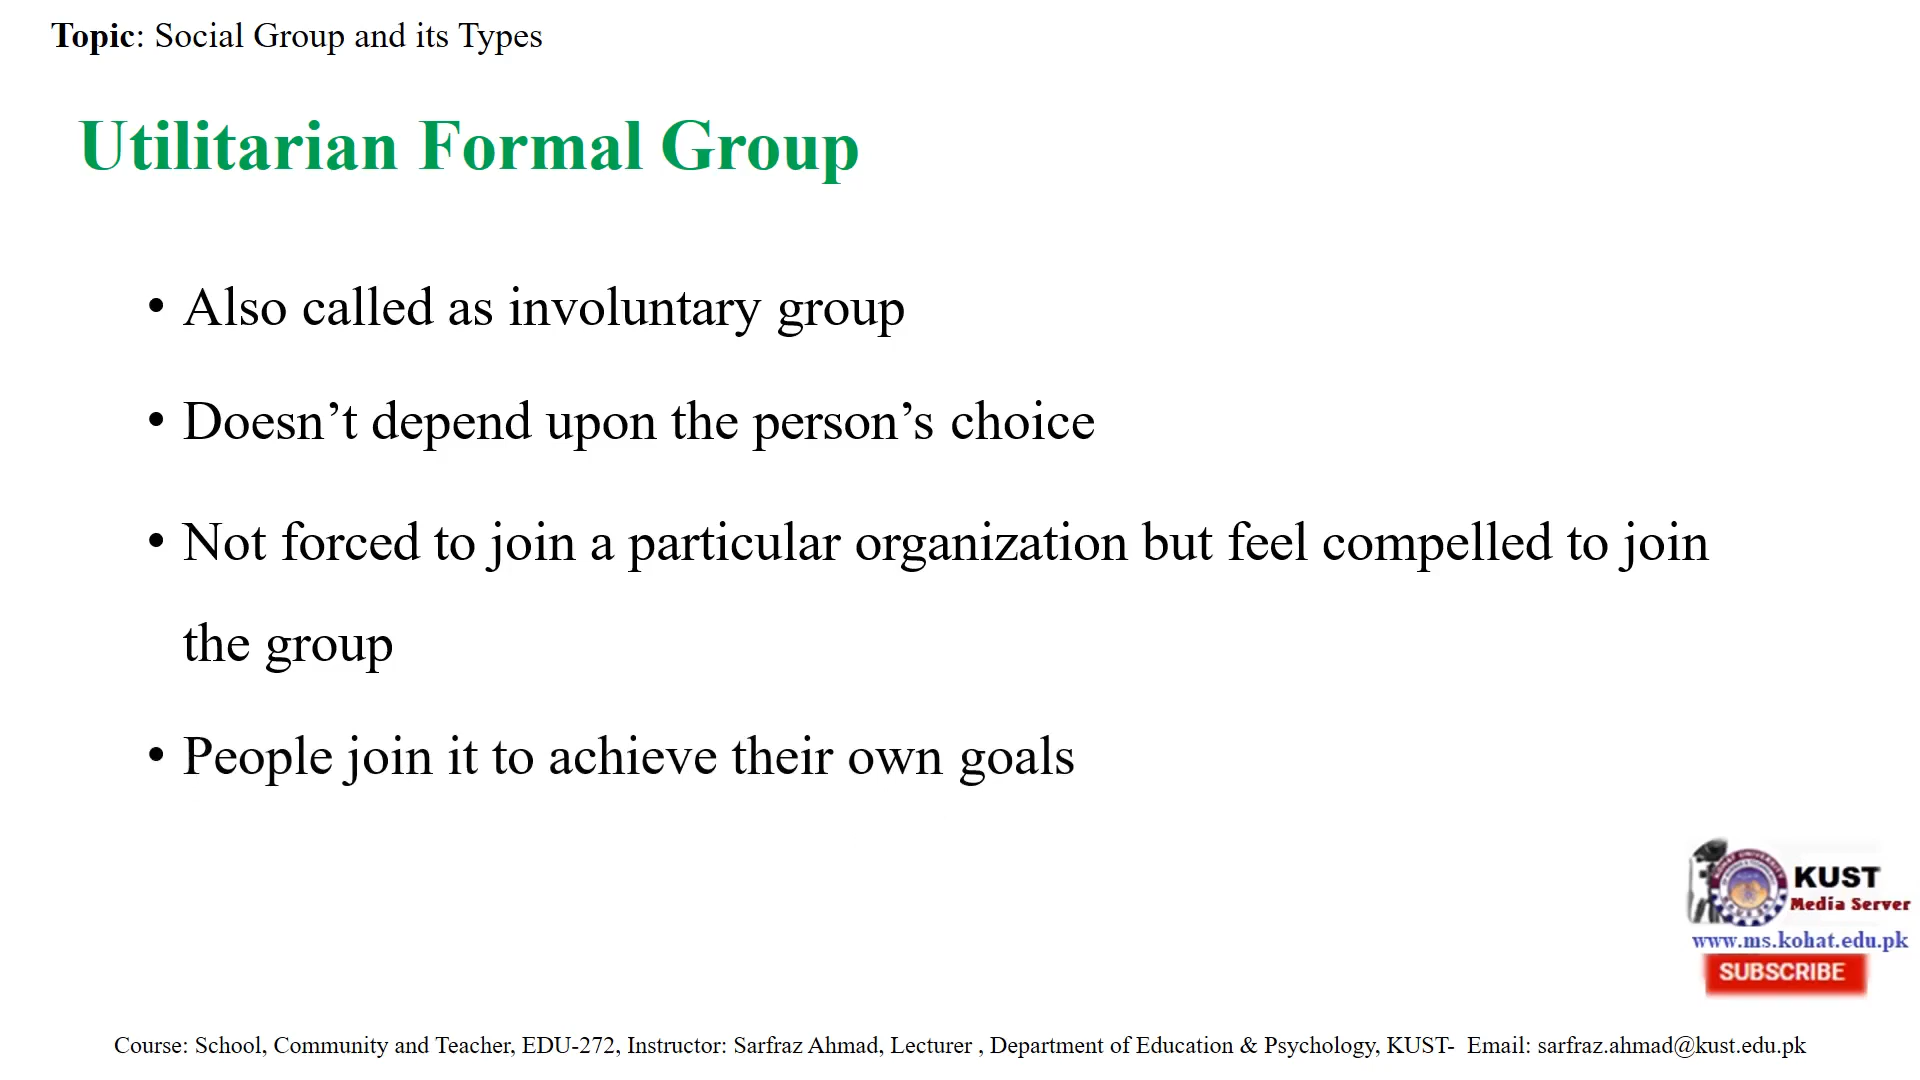 Topic: Social Group and its Types
Utilitarian Formal Group
• Also called as involuntary group
• Doesn’t depend upon the person’s choice
• Not forced to join a particular organization but feel compelled to join
the group
• People join it to achieve their own goals
KUST
Media Server
www.ms.kohat.edu.pk
SUBSCRIBE
Course: School, Community and Teacher, EDU-272, Instructor: Sarfraz Ahmad, Lecturer , Department of Education & Psychology, KUST- Email: sarfraz.ahmad@kust.edu.pk